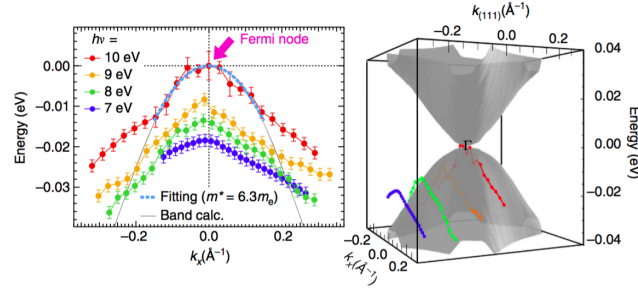 hν =
10 eV
9 eV
8 eV
7 eV
Fermi node
0.00
−0.01
−0.02
−0.03
Energy (eV)
Fitting (m* = 6.3mₑ)
Band calc.
−0.2
0.0
0.2
kₓ(Å⁻¹)
k₍₁₁₁₎(Å⁻¹)
−0.2
0.0
0.2
0.04
0.02
0.00
−0.02
−0.04
Energy (eV)
Γ
−0.2
0.0
0.2
kₓ(Å⁻¹)